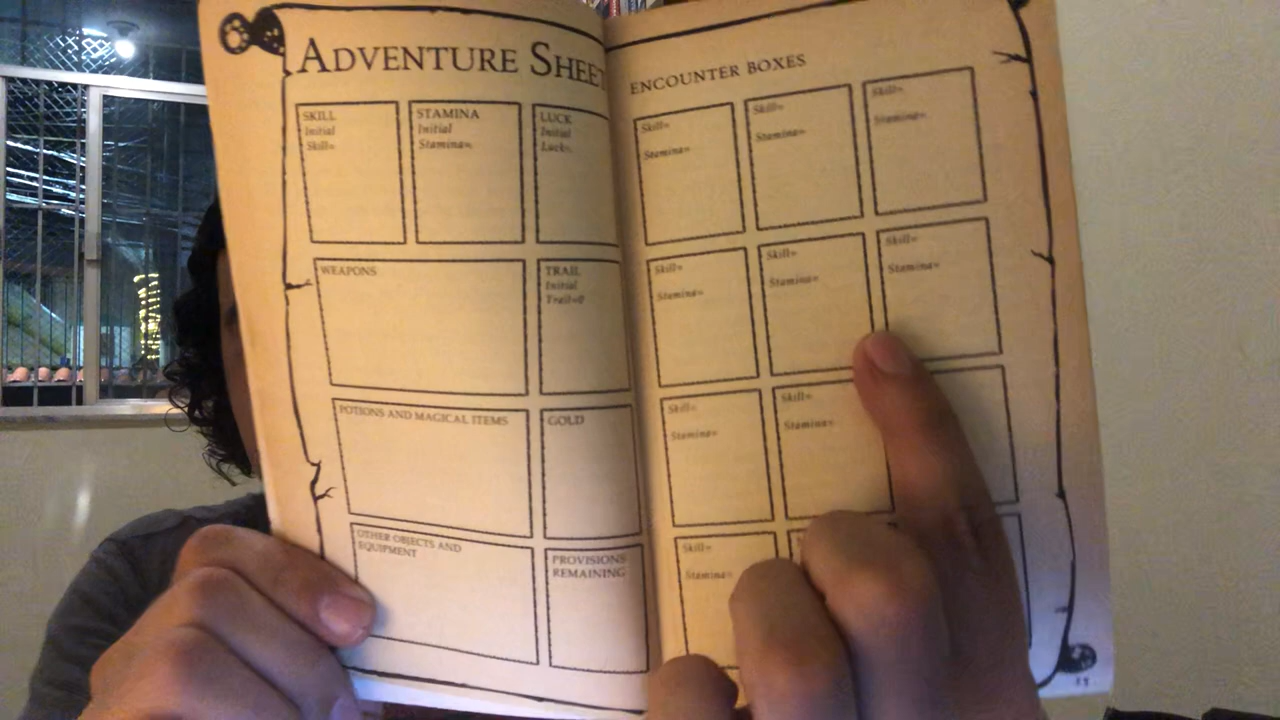 ADVENTURE SHEET
SKILL
Initial
Skill=
STAMINA
Initial
Stamina=
LUCK
Initial
Luck=
WEAPONS
TRAIL
Initial
Trail=0
POTIONS AND MAGICAL ITEMS
GOLD
OTHER OBJECTS AND
EQUIPMENT
PROVISIONS
REMAINING
ENCOUNTER BOXES
Skill=
Stamina=
Skill=
Stamina=
Skill=
Stamina=
Skill=
Stamina=
Skill=
Stamina=
Skill=
Stamina=
Skill=
Stamina=
Skill=
Stamina=
Skill=
Stamina=